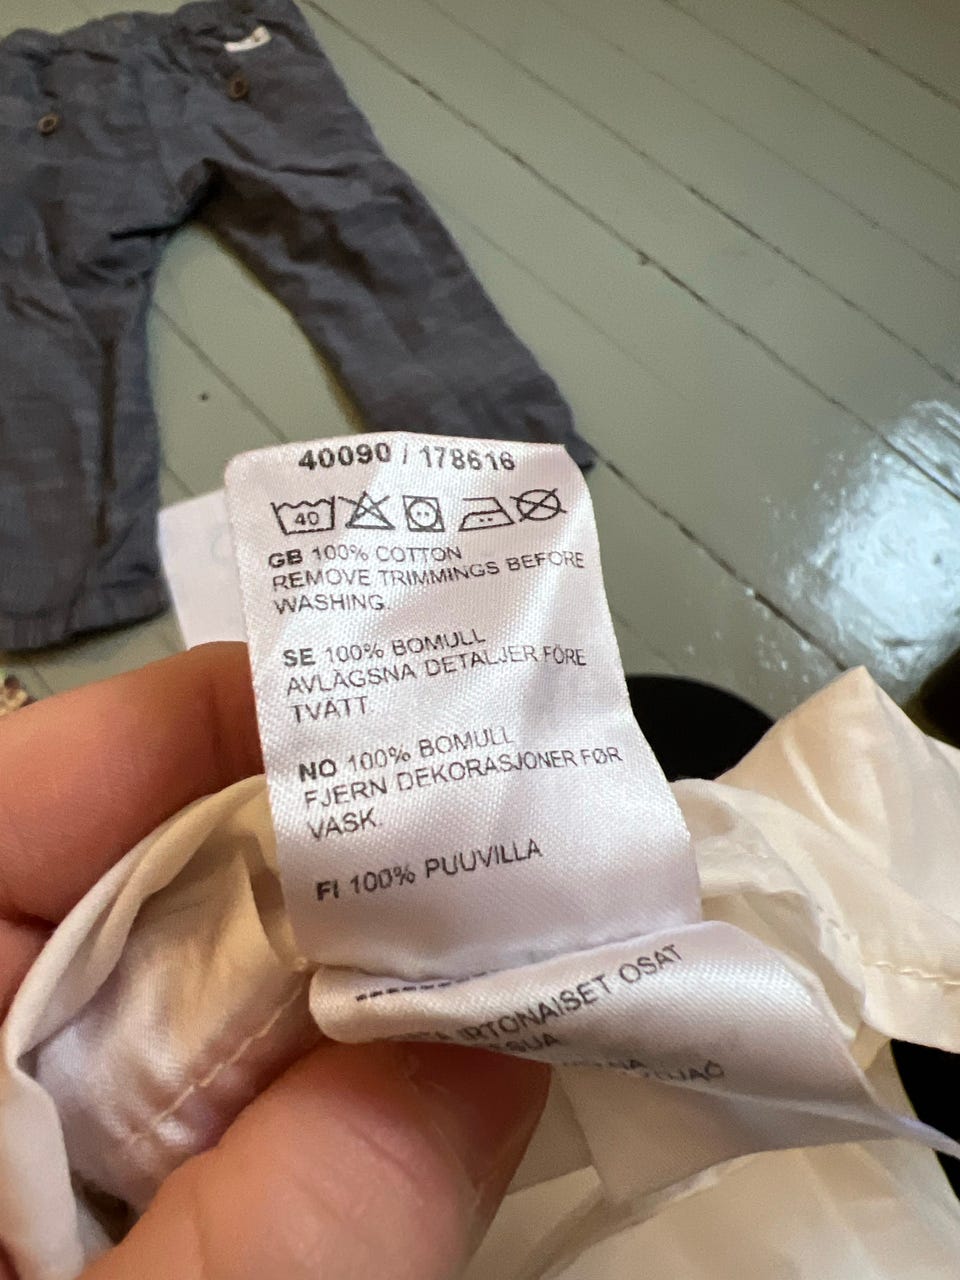 40090 / 178616
40
GB 100% COTTON
REMOVE TRIMMINGS BEFORE
WASHING.
SE 100% BOMULL
AVLÄGSNA DETALJER FÖRE
TVÄTT.
NO 100% BOMULL
FJERN DEKORASJONER FØR
VASK.
FI 100% PUUVILLA
IRTONAISET OSAT